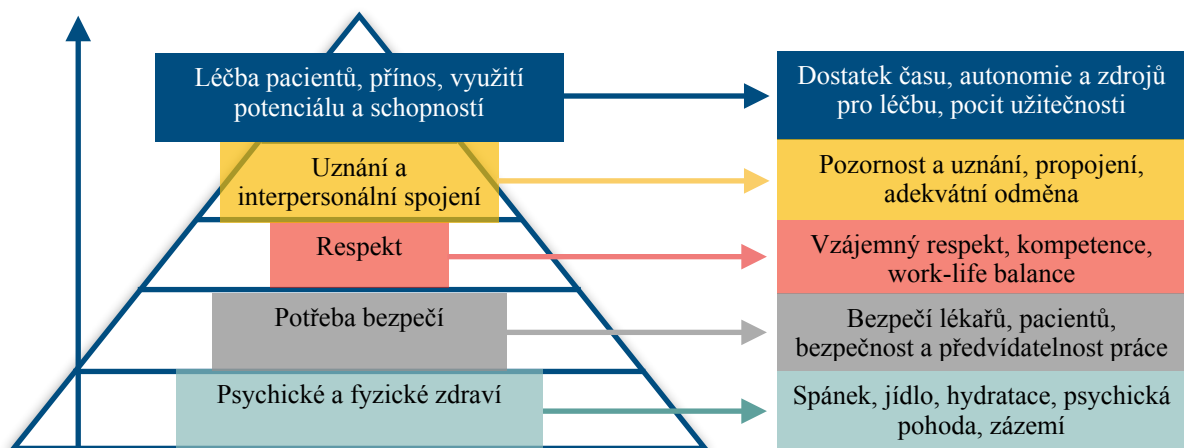 Léčba pacientů, přínos, využití
potenciálu a schopností
Dostatek času, autonomie a zdrojů
pro léčbu, pocit užitečnosti
Uznání a
interpersonální spojení
Pozornost a uznání, propojení,
adekvátní odměna
Respekt
Vzájemný respekt, kompetence,
work-life balance
Potřeba bezpečí
Bezpečí lékařů, pacientů,
bezpečnost a předvídatelnost práce
Psychické a fyzické zdraví
Spánek, jídlo, hydratace, psychická
pohoda, zázemí